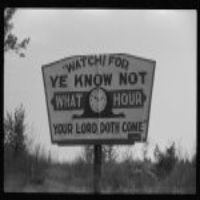 "WATCH! FOR
YE KNOW NOT
WHAT HOUR
YOUR LORD DOTH COME"